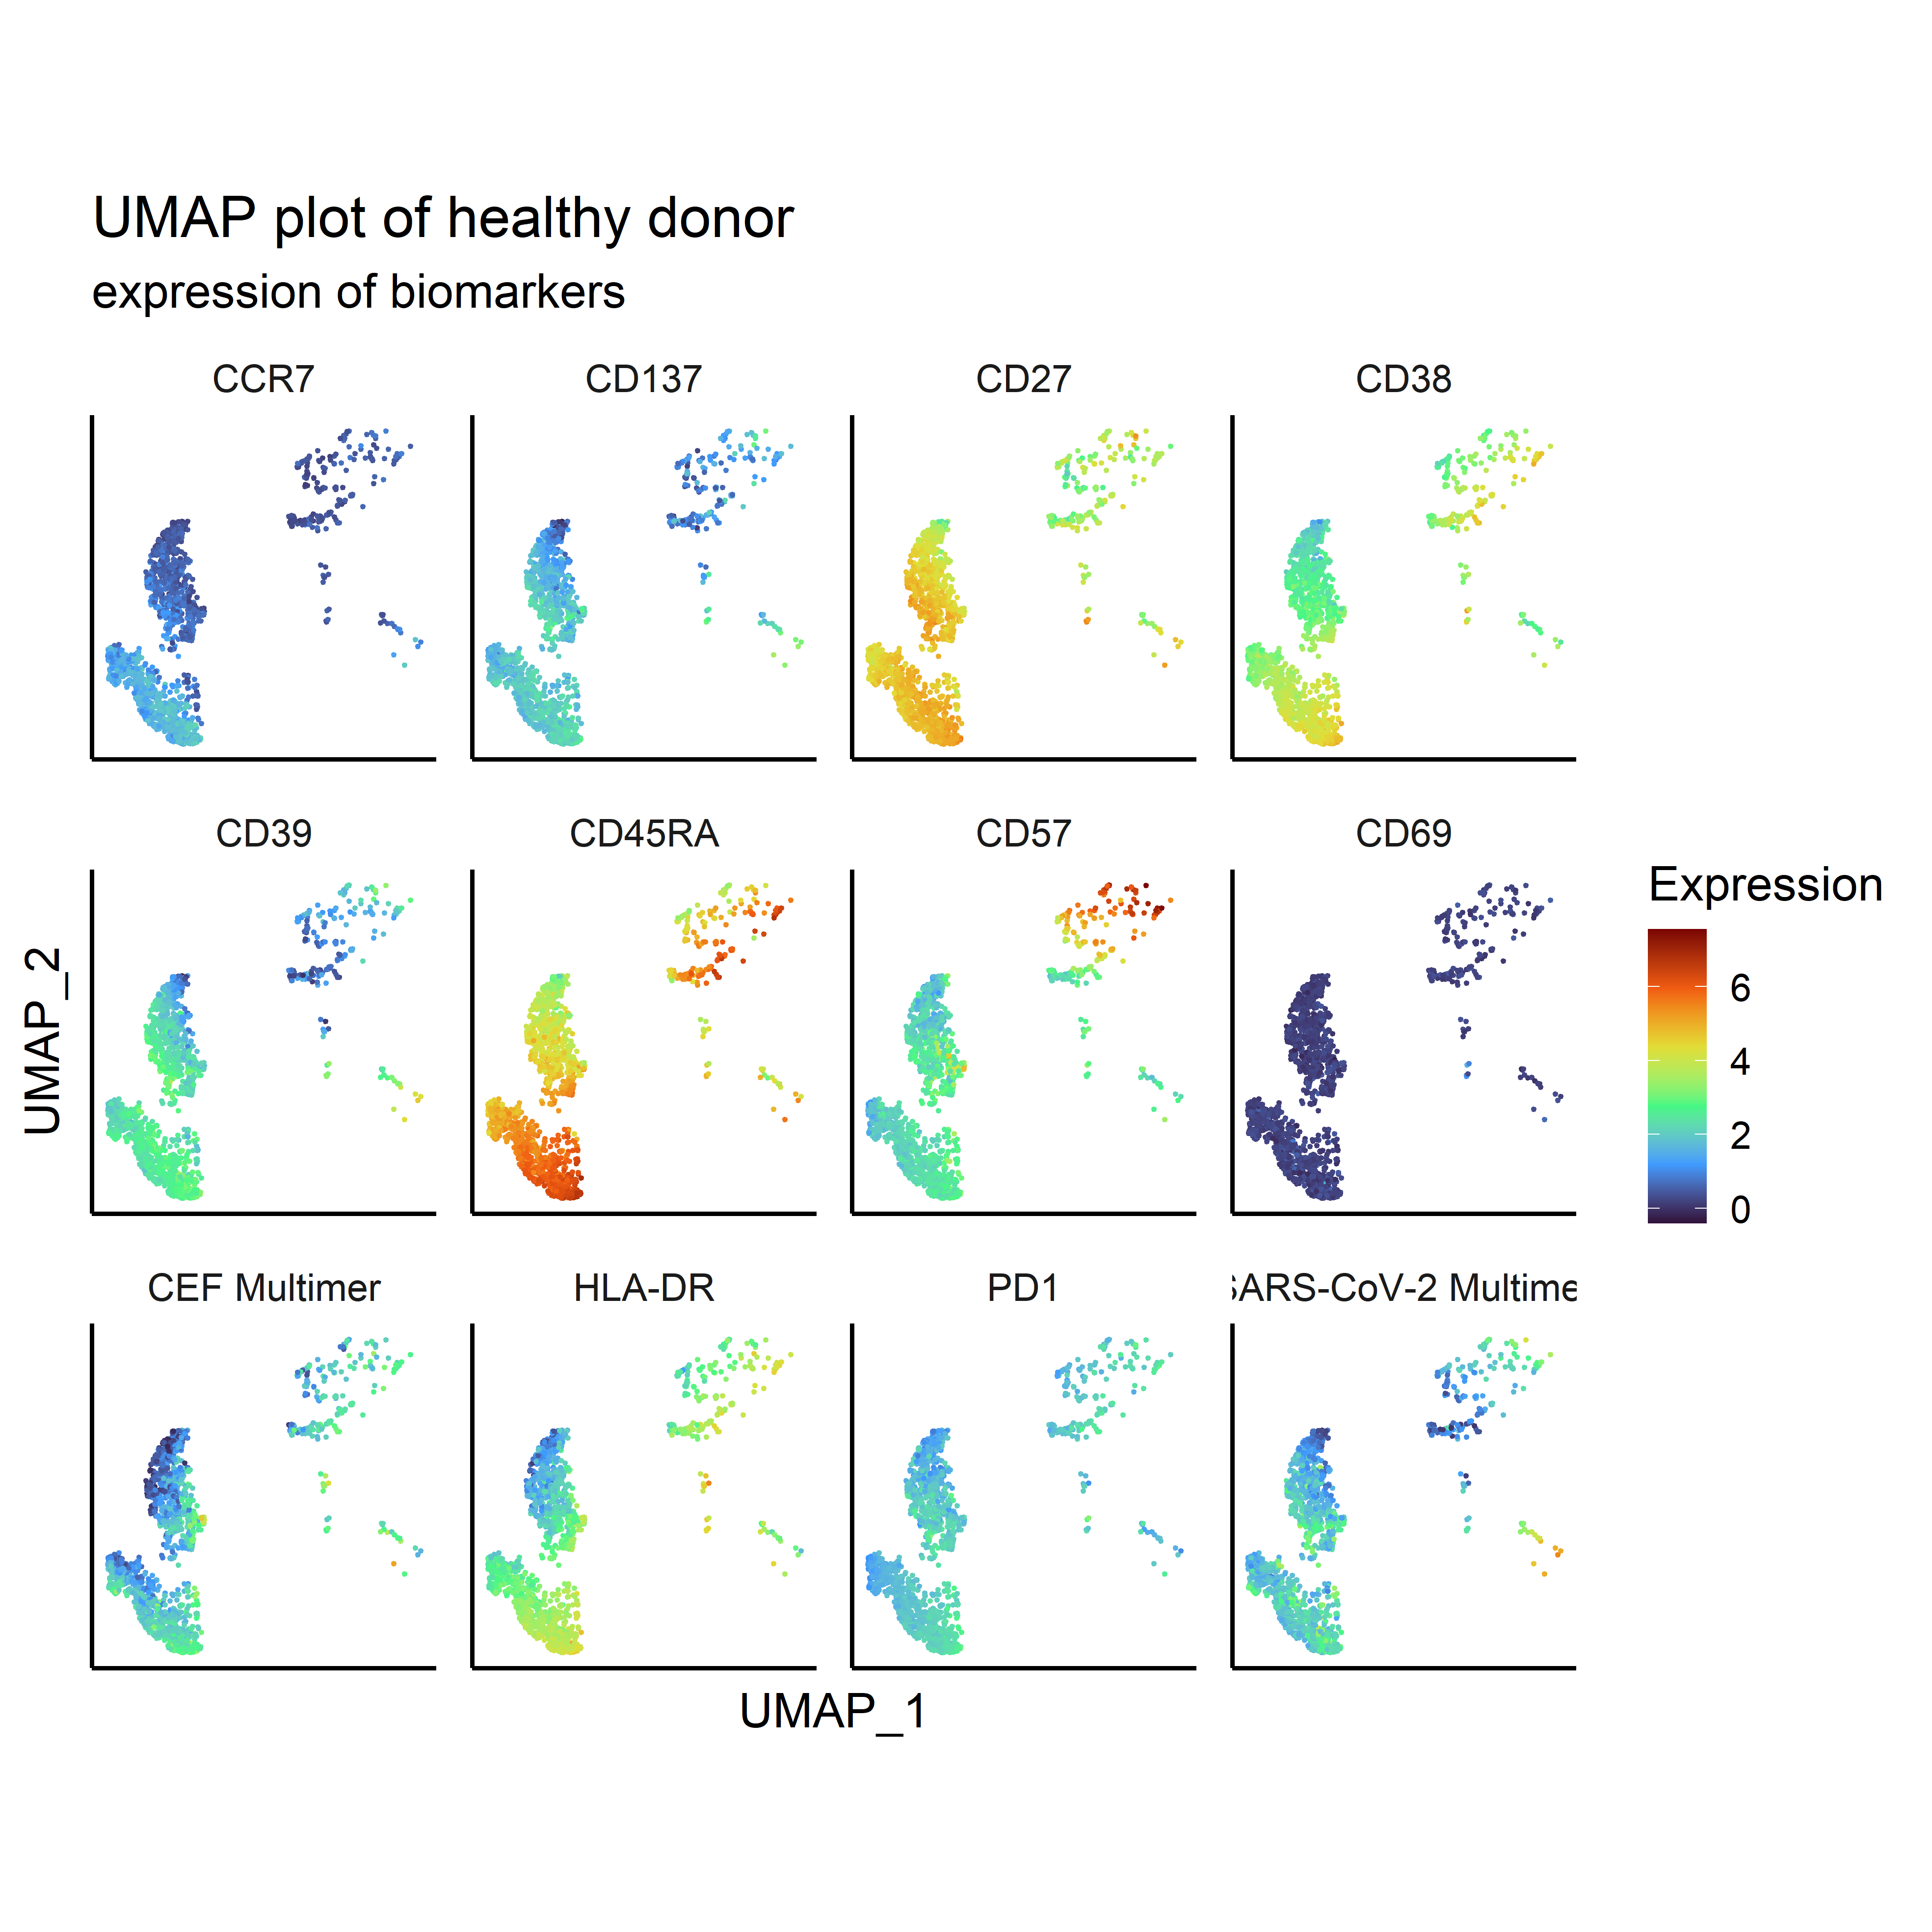 UMAP plot of healthy donor
expression of biomarkers
CCR7 CD137 CD27 CD38
CD39 CD45RA CD57 CD69
CEF Multimer HLA-DR PD1 SARS-CoV-2 Multime
Expression
6
4
2
0
UMAP_2
UMAP_1